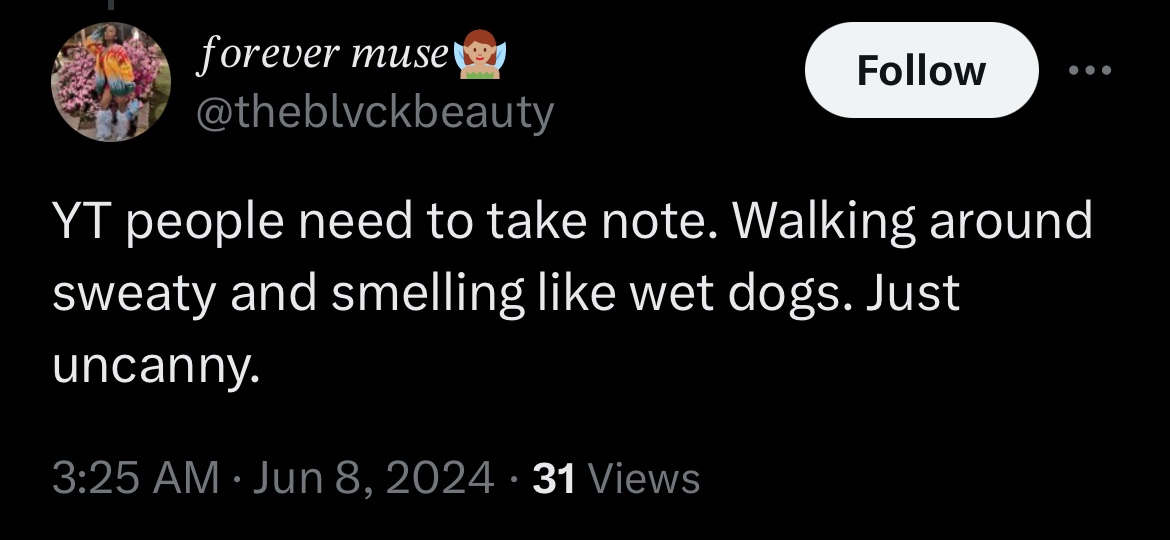 forever muse🧚🏼‍♀️
@theblvckbeauty
Follow
YT people need to take note. Walking around
sweaty and smelling like wet dogs. Just
uncanny.
3:25 AM · Jun 8, 2024 · 31 Views